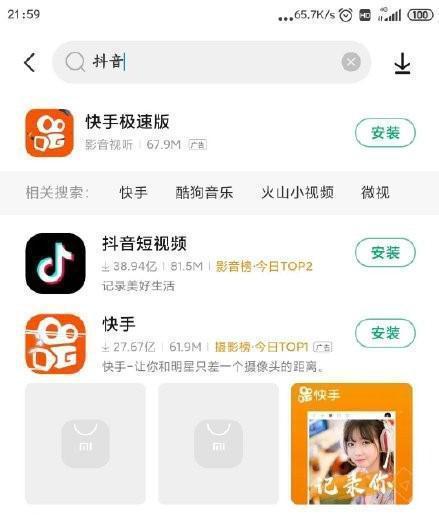 21:59 ...65.7K/s HD 4G 100
抖音
快手极速版
影音视听 | 67.9M 广告
安装
相关搜索: 快手 酷狗音乐 火山小视频 微视
抖音短视频
38.94亿 | 81.5M | 影音榜·今日TOP2
记录美好生活
安装
快手
27.67亿 | 61.9M | 摄影榜·今日TOP1 广告
快手-让你和明星只差一个摄像头的距离。
安装
MI
MI
快手
记录你